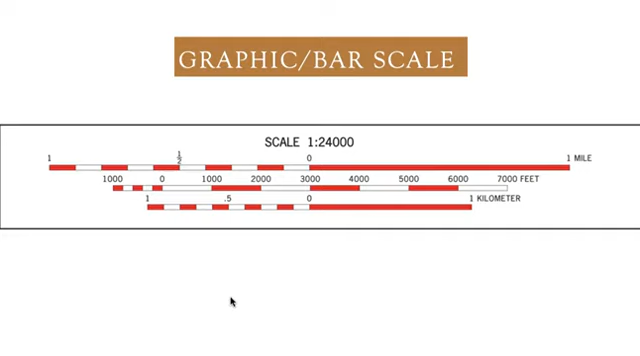 GRAPHIC/BAR SCALE
SCALE 1:24000
1 1/2 0 1 MILE
1000 0 1000 2000 3000 4000 5000 6000 7000 FEET
1 .5 0 1 KILOMETER